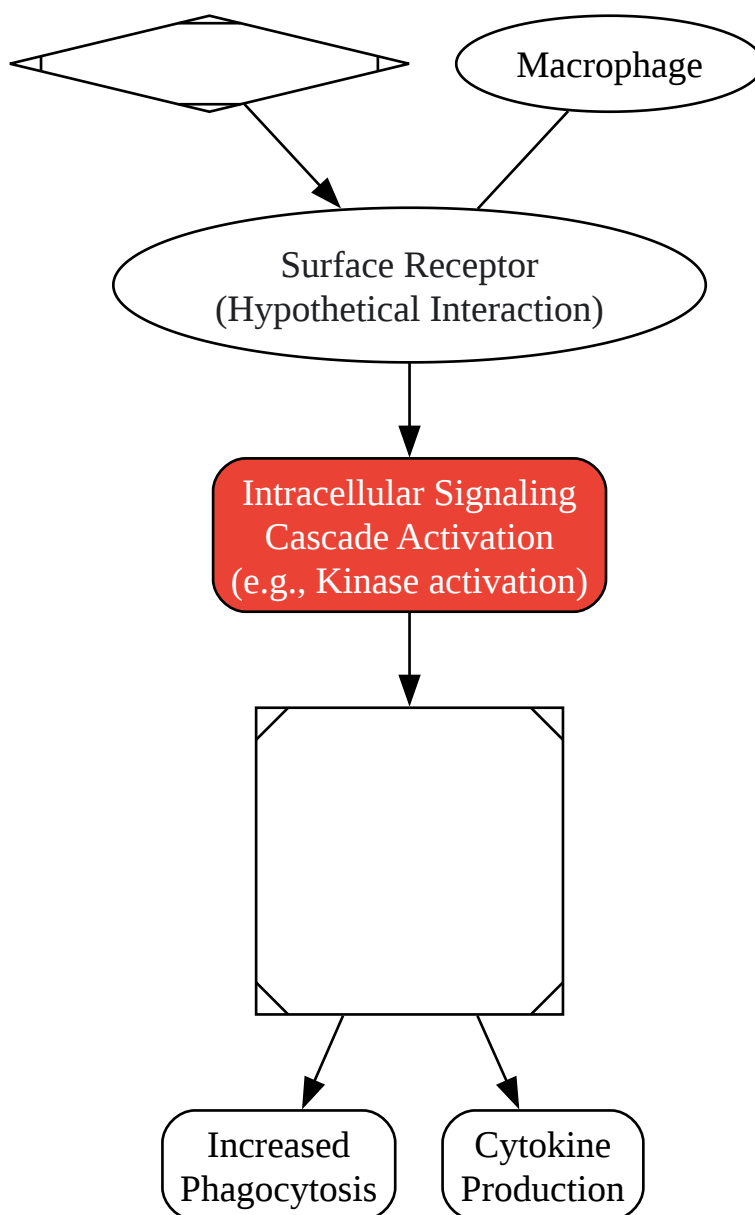 Macrophage
Surface Receptor
(Hypothetical Interaction)
Intracellular Signaling
Cascade Activation
(e.g., Kinase activation)
Increased
Phagocytosis
Cytokine
Production